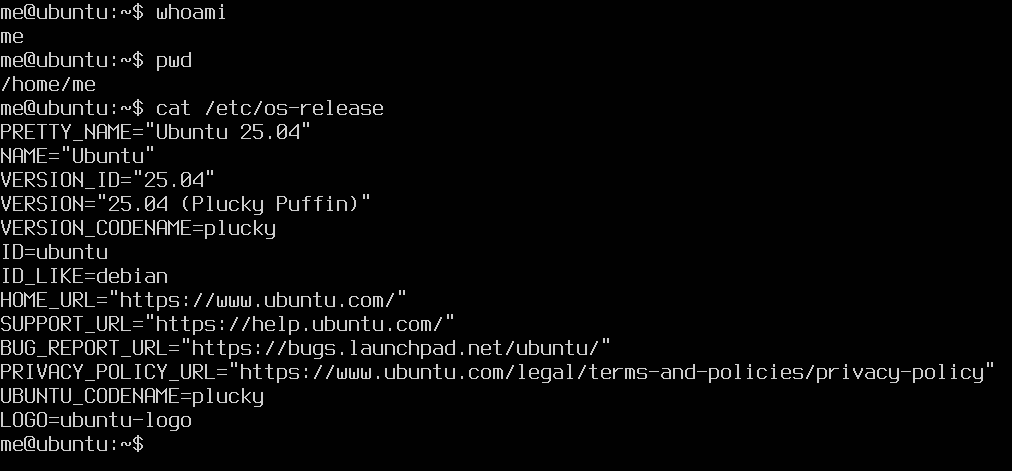 me@ubuntu:~$ whoami
me
me@ubuntu:~$ pwd
/home/me
me@ubuntu:~$ cat /etc/os-release
PRETTY_NAME="Ubuntu 25.04"
NAME="Ubuntu"
VERSION_ID="25.04"
VERSION="25.04 (Plucky Puffin)"
VERSION_CODENAME=plucky
ID=ubuntu
ID_LIKE=debian
HOME_URL="https://www.ubuntu.com/"
SUPPORT_URL="https://help.ubuntu.com/"
BUG_REPORT_URL="https://bugs.launchpad.net/ubuntu/"
PRIVACY_POLICY_URL="https://www.ubuntu.com/legal/terms-and-policies/privacy-policy"
UBUNTU_CODENAME=plucky
LOGO=ubuntu-logo
me@ubuntu:~$